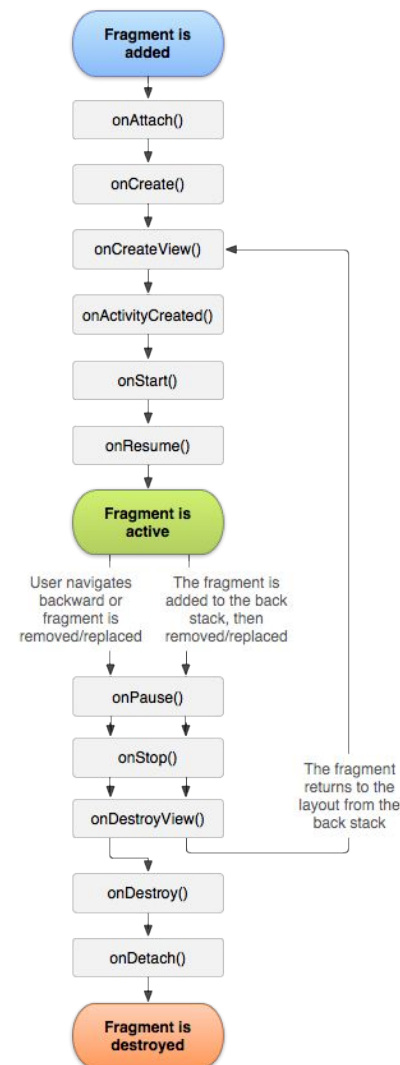 Fragment is
added
onAttach()
onCreate()
onCreateView()
onActivityCreated()
onStart()
onResume()
Fragment is
active
User navigates
backward or
fragment is
removed/replaced
The fragment is
added to the back
stack, then
removed/replaced
onPause()
onStop()
The fragment
returns to the
layout from the
back stack
onDestroyView()
onDestroy()
onDetach()
Fragment is
destroyed